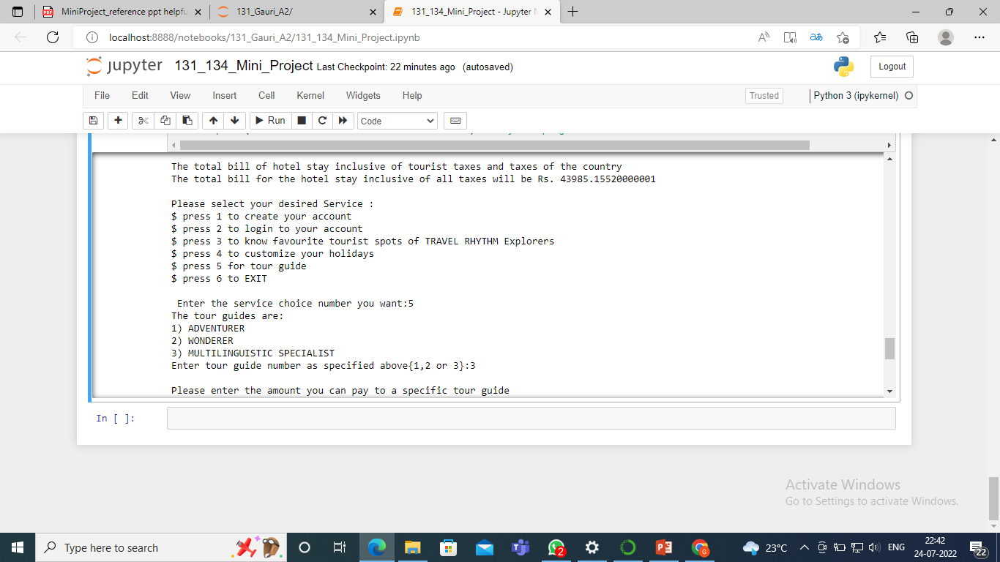 MiniProject_reference ppt helpfu
131_Gauri_A2/
131_134_Mini_Project - Jupyter N
localhost:8888/notebooks/131_Gauri_A2/131_134_Mini_Project.ipynb
jupyter 131_134_Mini_Project Last Checkpoint: 22 minutes ago (autosaved)
Logout
File Edit View Insert Cell Kernel Widgets Help
Trusted
Python 3 (ipykernel)
Run
Code
The total bill of hotel stay inclusive of tourist taxes and taxes of the country
The total bill for the hotel stay inclusive of all taxes will be Rs. 43985.15520000001
Please select your desired Service :
$ press 1 to create your account
$ press 2 to login to your account
$ press 3 to know favourite tourist spots of TRAVEL RHYTHM Explorers
$ press 4 to customize your holidays
$ press 5 for tour guide
$ press 6 to EXIT
Enter the service choice number you want:5
The tour guides are:
1) ADVENTURER
2) WONDERER
3) MULTILINGUISTIC SPECIALIST
Enter tour guide number as specified above{1,2 or 3}:3
Please enter the amount you can pay to a specific tour guide
In [ ]:
Activate Windows
Go to Settings to activate Windows.
Type here to search
2
G
23°C
ENG
22:42
24-07-2022
22